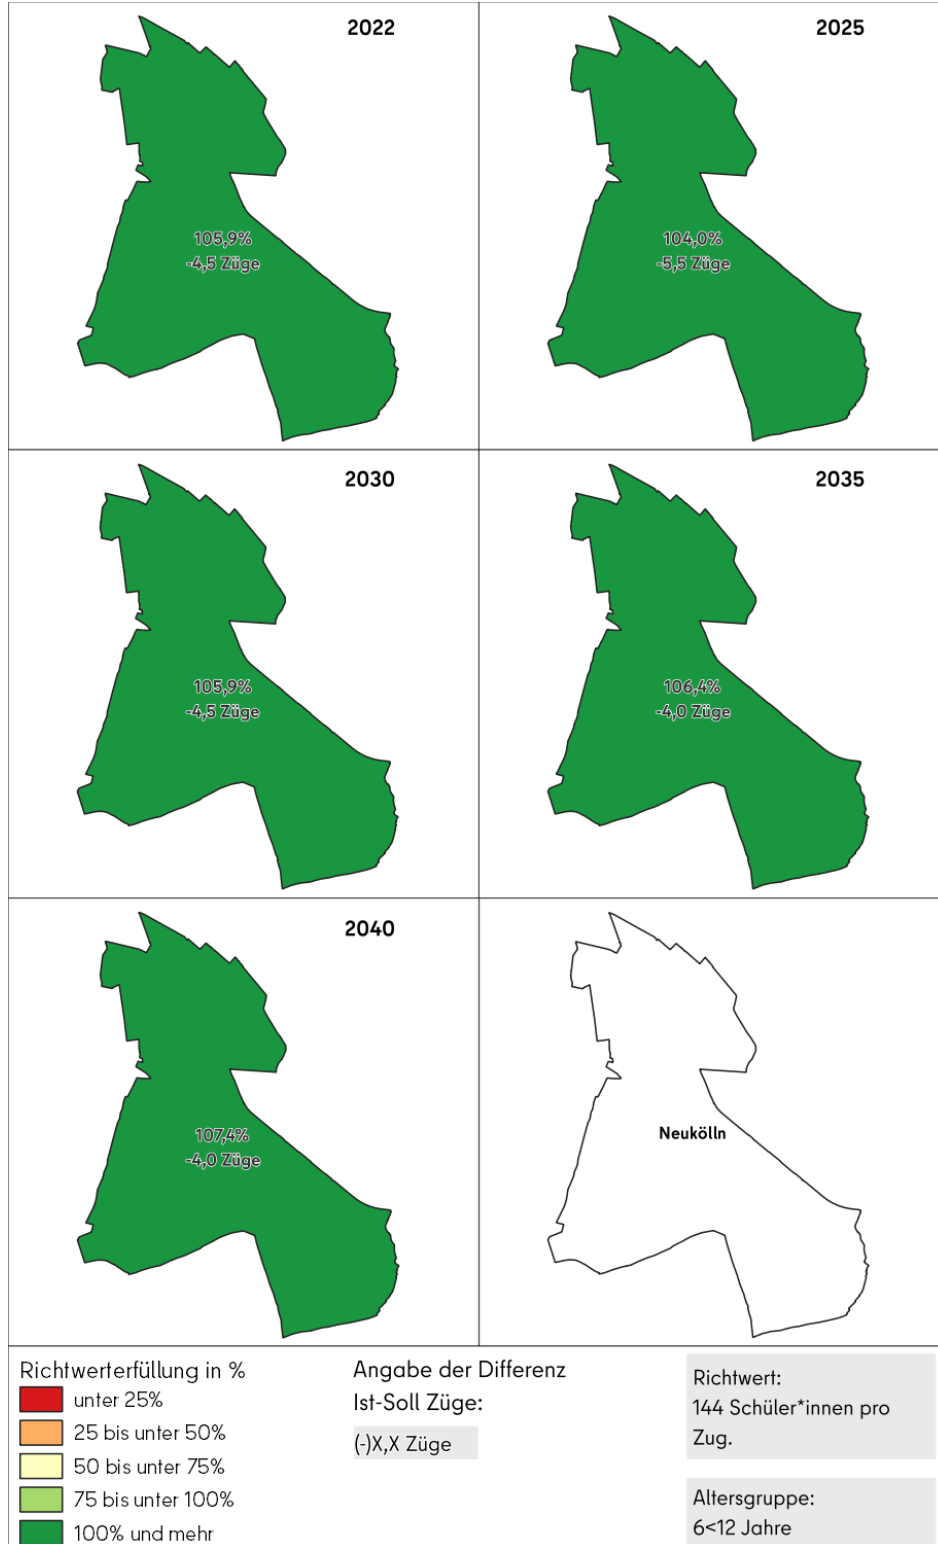 2022
105,9%
-4,5 Züge
2025
104,0%
-5,5 Züge
2030
105,9%
-4,5 Züge
2035
106,4%
-4,0 Züge
2040
107,4%
-4,0 Züge
Neukölln
Richtwerterfüllung in %
unter 25%
25 bis unter 50%
50 bis unter 75%
75 bis unter 100%
100% und mehr
Angabe der Differenz
Ist-Soll Züge:
(-)X,X Züge
Richtwert:
144 Schüler*innen pro
Zug.
Altersgruppe:
6<12 Jahre